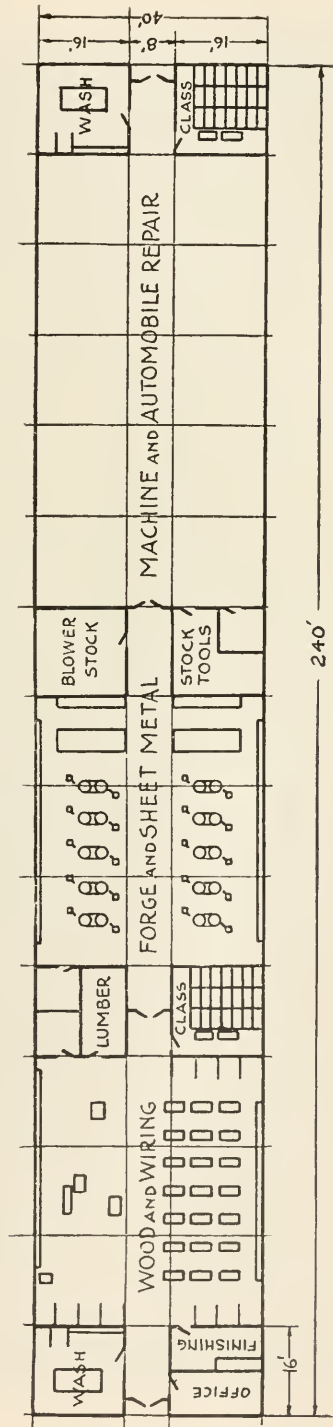 40'
16'
8'
16'
WASH
CLASS
MACHINE AND AUTOMOBILE REPAIR
BLOWER
STOCK
STOCK
TOOLS
FORGE AND SHEET METAL
240'
LUMBER
CLASS
WOOD AND WIRING
WASH
FINISHING
OFFICE
16'